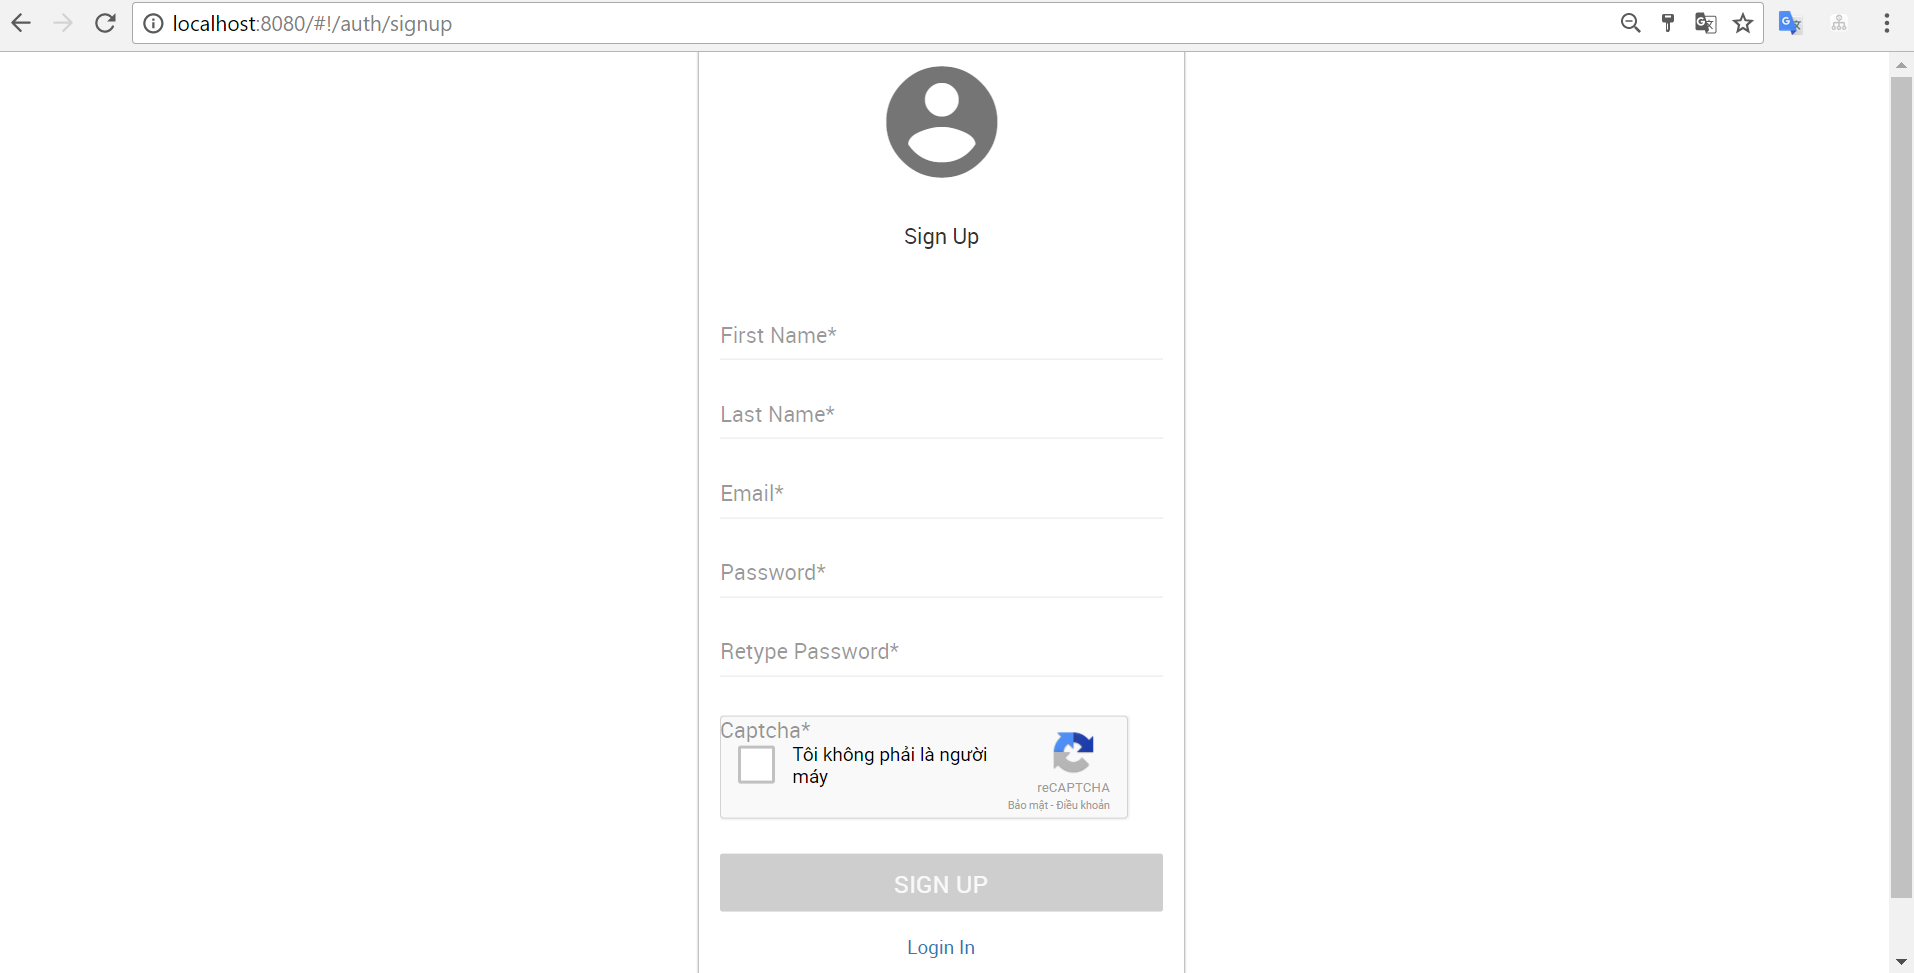 localhost:8080/#!/auth/signup
Sign Up
First Name*
Last Name*
Email*
Password*
Retype Password*
Captcha*
Tôi không phải là người
máy
reCAPTCHA
Bảo mật - Điều khoản
SIGN UP
Login In